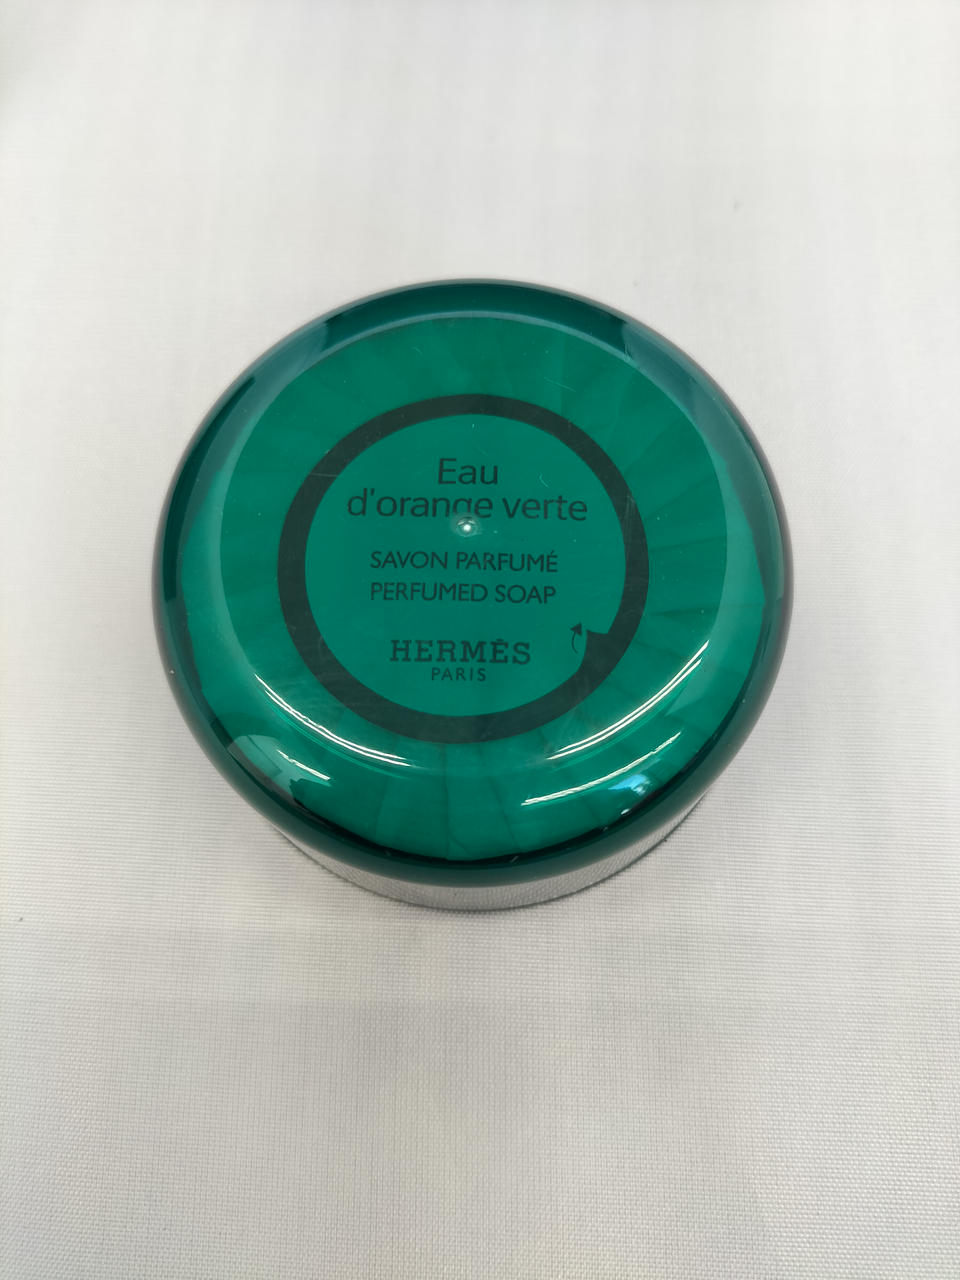 Eau
d'orange verte
SAVON PARFUMÉ
PERFUMED SOAP
HERMÈS
PARIS